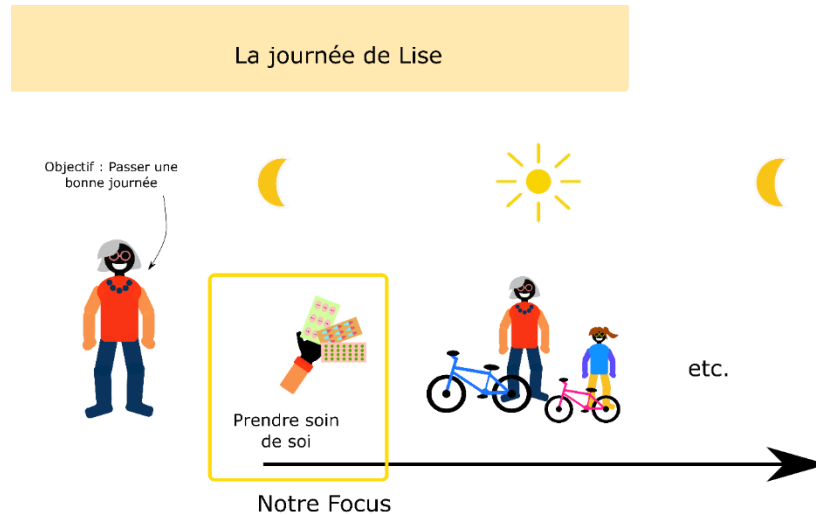 La journée de Lise
Objectif : Passer une
bonne journée
Prendre soin
de soi
etc.
Notre Focus